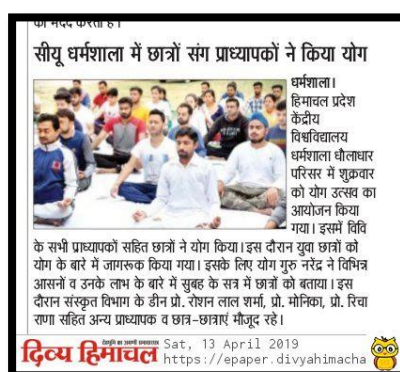 को मदद करता है।
सीयू धर्मशाला में छात्रों संग प्राध्यापकों ने किया योग
धर्मशाला।
हिमाचल प्रदेश
केंद्रीय
विश्वविद्यालय
धर्मशाला धौलाधार
परिसर में शुक्रवार
को योग उत्सव का
आयोजन किया
गया। इसमें विवि
के सभी प्राध्यापकों सहित छात्रों ने योग किया। इस दौरान युवा छात्रों को
योग के बारे में जागरूक किया गया। इसके लिए योग गुरु नरेंद्र ने विभिन्न
आसनों व उनके लाभ के बारे में सुबह के सत्र में छात्रों को बताया। इस
दौरान संस्कृत विभाग के डीन प्रो. रोशन लाल शर्मा, प्रो. मोनिका, प्रो. रिचा
राणा सहित अन्य प्राध्यापक व छात्र-छात्राएं मौजूद रहे।
दिव्य हिमाचल
Sat, 13 April 2019
https://epaper.divyahimacha